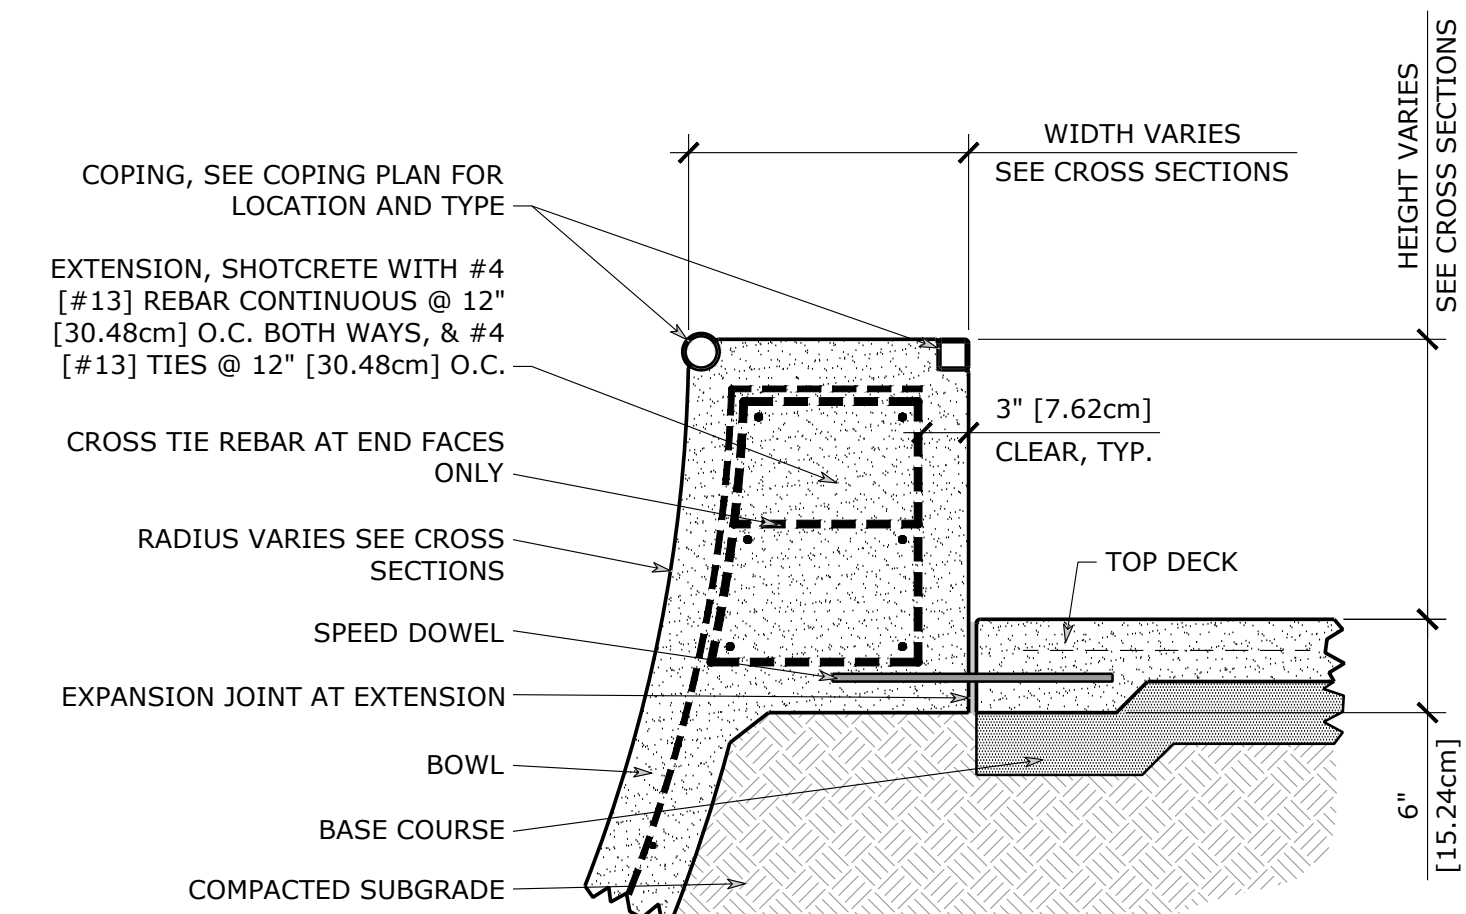 COPING, SEE COPING PLAN FOR
LOCATION AND TYPE
EXTENSION, SHOTCRETE WITH #4
[#13] REBAR CONTINUOUS @ 12"
[30.48cm] O.C. BOTH WAYS, & #4
[#13] TIES @ 12" [30.48cm] O.C.
CROSS TIE REBAR AT END FACES
ONLY
RADIUS VARIES SEE CROSS
SECTIONS
SPEED DOWEL
EXPANSION JOINT AT EXTENSION
BOWL
BASE COURSE
COMPACTED SUBGRADE
WIDTH VARIES
SEE CROSS SECTIONS
3" [7.62cm]
CLEAR, TYP.
TOP DECK
HEIGHT VARIES
SEE CROSS SECTIONS
6"
[15.24cm]